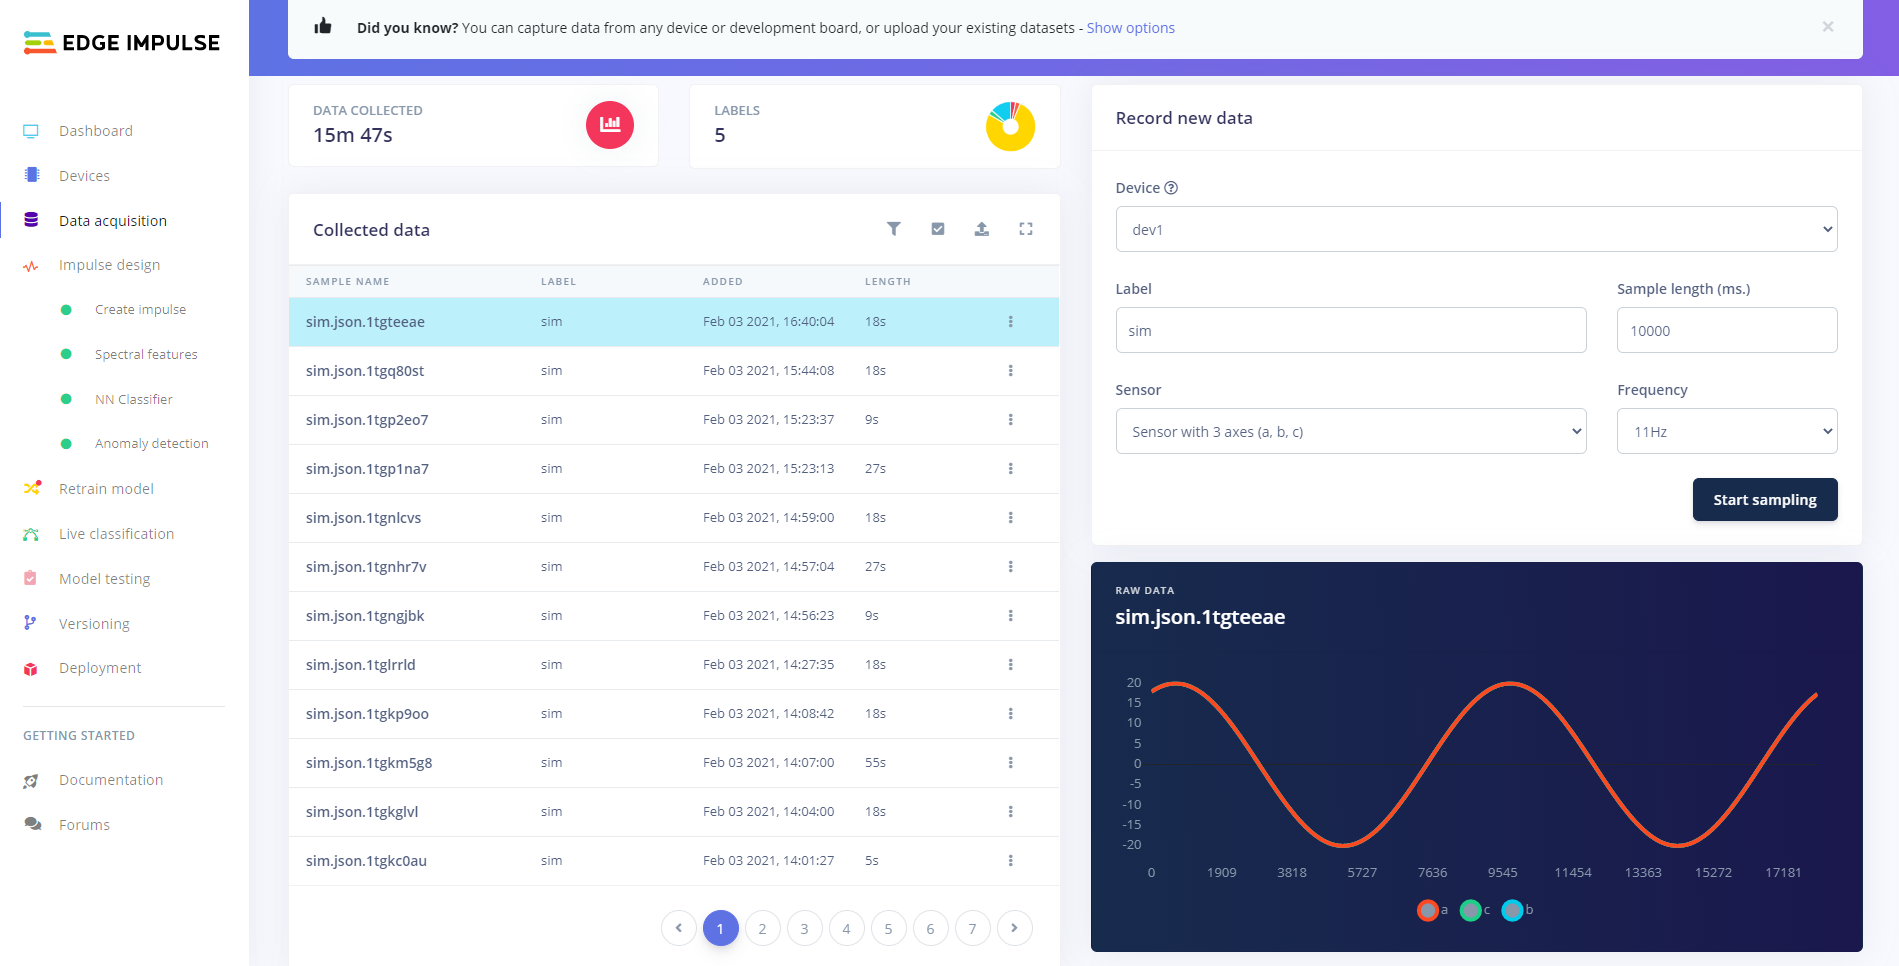 EDGE IMPULSE
Dashboard
Devices
Data acquisition
Impulse design
Create impulse
Spectral features
NN Classifier
Anomaly detection
Retrain model
Live classification
Model testing
Versioning
Deployment
GETTING STARTED
Documentation
Forums
Did you know? You can capture data from any device or development board, or upload your existing datasets - Show options ×
DATA COLLECTED
15m 47s
LABELS
5
Collected data
SAMPLE NAME LABEL ADDED LENGTH
sim.json.1tgteeae sim Feb 03 2021, 16:40:04 18s
sim.json.1tgq80st sim Feb 03 2021, 15:44:08 18s
sim.json.1tgp2eo7 sim Feb 03 2021, 15:23:37 9s
sim.json.1tgp1na7 sim Feb 03 2021, 15:23:13 27s
sim.json.1tgnlcvs sim Feb 03 2021, 14:59:00 18s
sim.json.1tgnhr7v sim Feb 03 2021, 14:57:04 27s
sim.json.1tgngjbk sim Feb 03 2021, 14:56:23 9s
sim.json.1tglrrld sim Feb 03 2021, 14:27:35 18s
sim.json.1tgkp9oo sim Feb 03 2021, 14:08:42 18s
sim.json.1tgkm5g8 sim Feb 03 2021, 14:07:00 55s
sim.json.1tgkglvl sim Feb 03 2021, 14:04:00 18s
sim.json.1tgkc0au sim Feb 03 2021, 14:01:27 5s
1 2 3 4 5 6 7
Record new data
Device
dev1
Label Sample length (ms.)
sim 10000
Sensor Frequency
Sensor with 3 axes (a, b, c) 11Hz
Start sampling
RAW DATA
sim.json.1tgteeae
20
15
10
5
0
-5
-10
-15
-20
0 1909 3818 5727 7636 9545 11454 13363 15272 17181
a c b